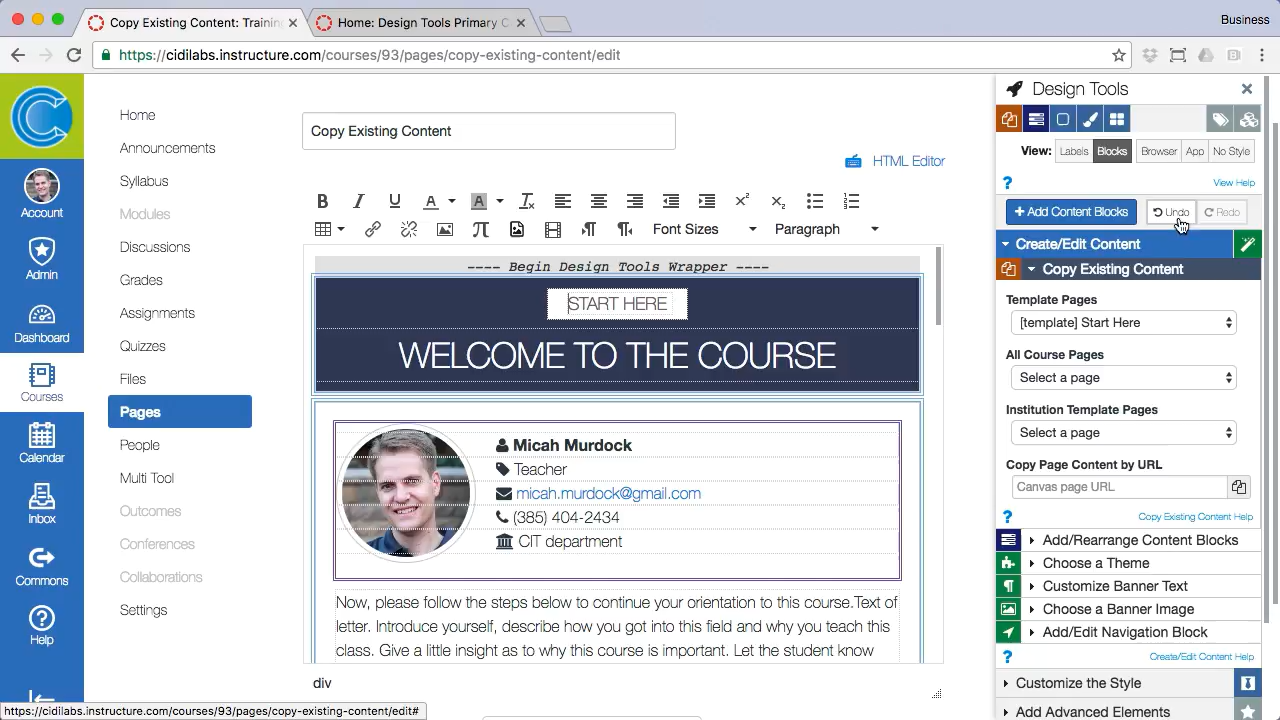 Copy Existing Content: Training
Home: Design Tools Primary C
Business
https://cidilabs.instructure.com/courses/93/pages/copy-existing-content/edit
Account
Admin
Dashboard
Courses
Calendar
Inbox
Commons
Help
Home
Announcements
Syllabus
Modules
Discussions
Grades
Assignments
Quizzes
Files
Pages
People
Multi Tool
Outcomes
Conferences
Collaborations
Settings
Copy Existing Content
HTML Editor
B I U A A Tx x² x₂
π Font Sizes Paragraph
---- Begin Design Tools Wrapper ----
START HERE
WELCOME TO THE COURSE
Micah Murdock
Teacher
micah.murdock@gmail.com
(385) 404-2434
CIT department
Now, please follow the steps below to continue your orientation to this course.Text of
letter. Introduce yourself, describe how you got into this field and why you teach this
class. Give a little insight as to why this course is important. Let the student know
div
Design Tools
View: Labels Blocks Browser App No Style
? View Help
+ Add Content Blocks Undo Redo
Create/Edit Content
Copy Existing Content
Template Pages
[template] Start Here
All Course Pages
Select a page
Institution Template Pages
Select a page
Copy Page Content by URL
Canvas page URL
? Copy Existing Content Help
Add/Rearrange Content Blocks
Choose a Theme
Customize Banner Text
Choose a Banner Image
Add/Edit Navigation Block
? Create/Edit Content Help
Customize the Style
Add Advanced Elements
https://cidilabs.instructure.com/courses/93/pages/copy-existing-content/edit#